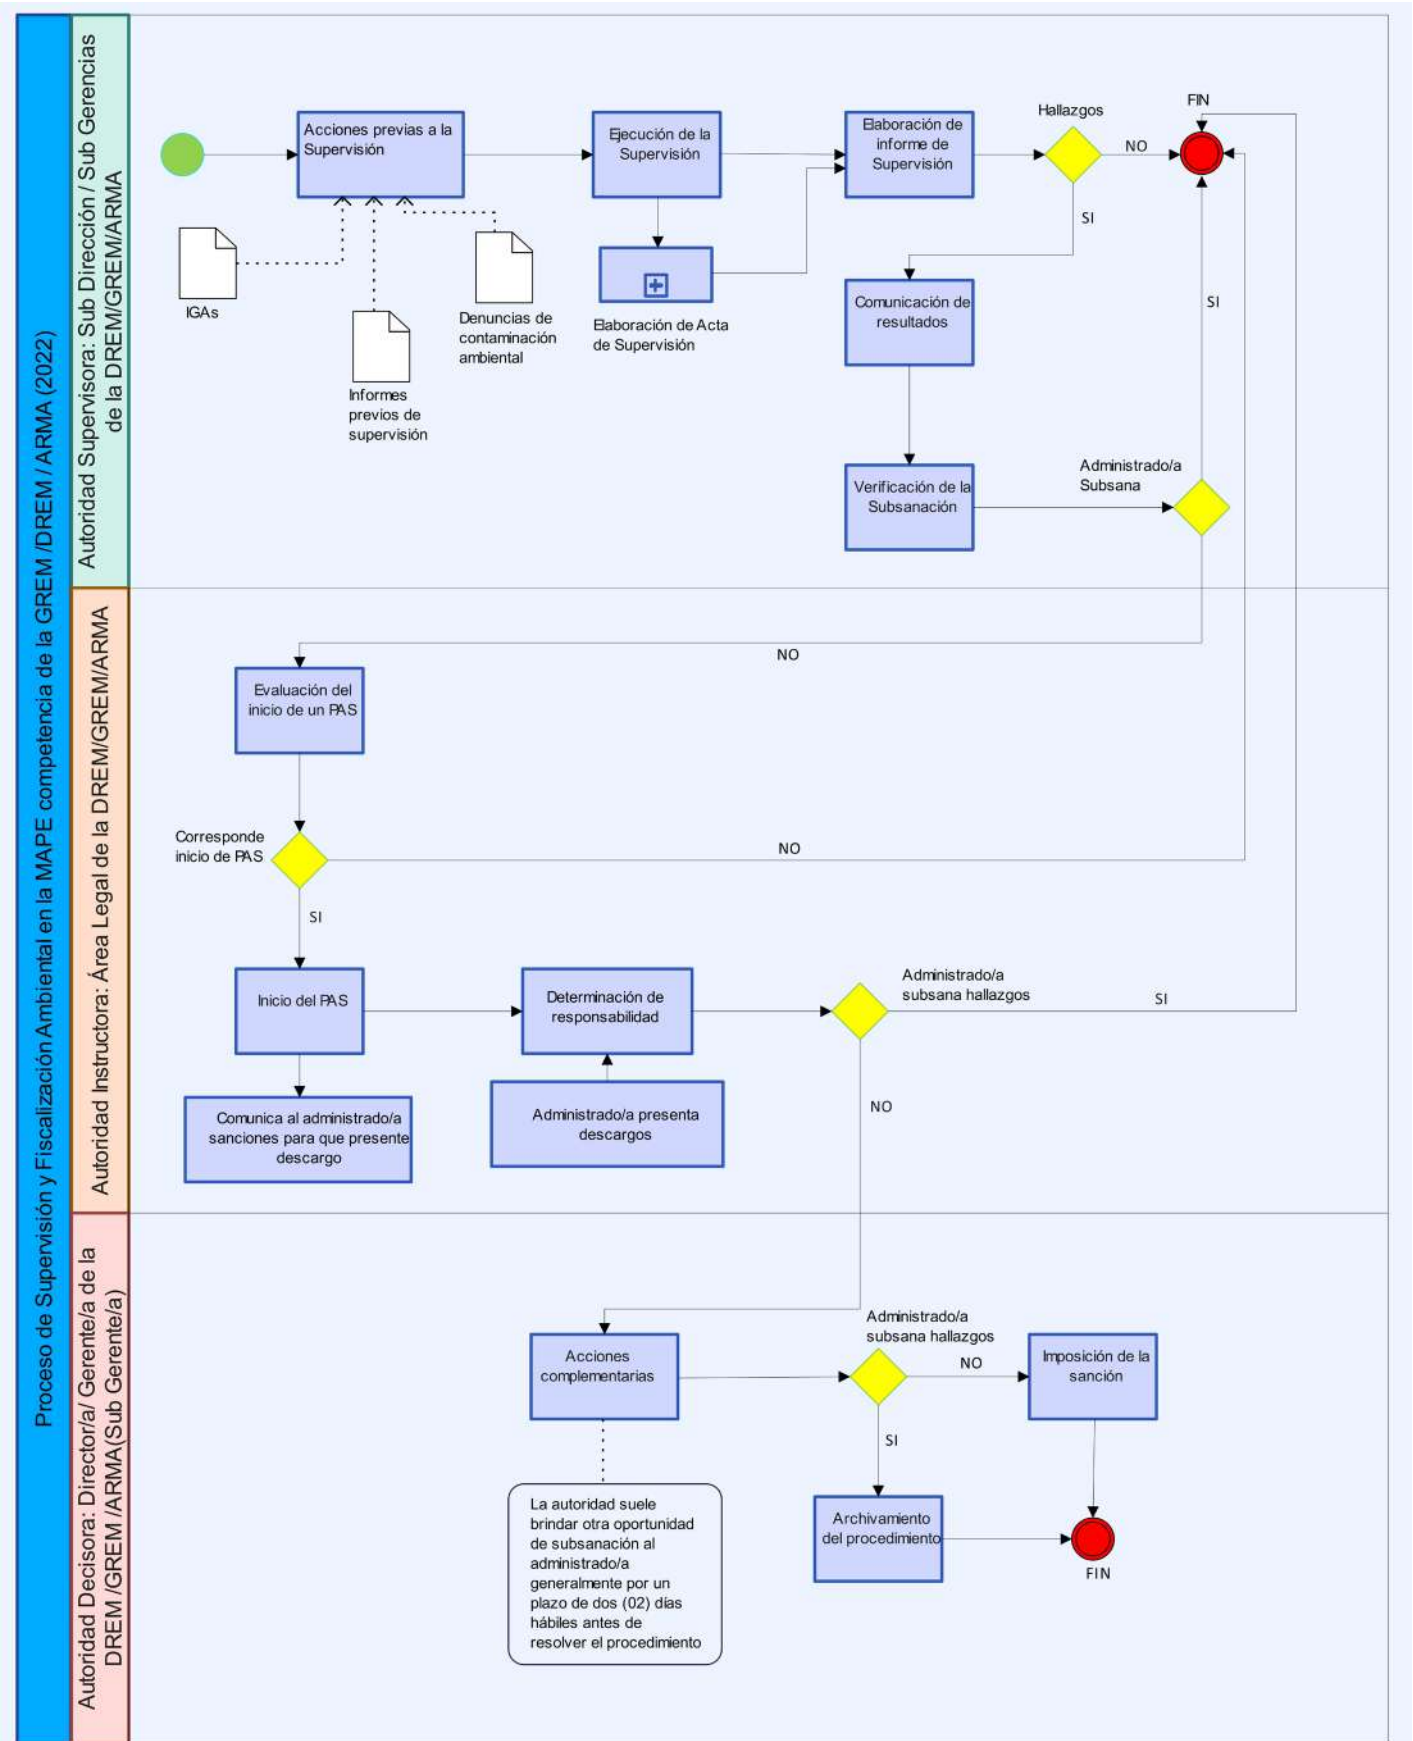 Proceso de Supervisión y Fiscalización Ambiental en la MAPE competencia de la GREM /DREM / ARMA (2022)
Autoridad Supervisora: Sub Dirección / Sub Gerencias
de la DREM/GREM/ARMA
Acciones previas a la
Supervisión
Ejecución de la
Supervisión
Elaboración de
informe de
Supervisión
Hallazgos
NO
FIN
SI
IGAs
Informes
previos de
supervisión
Denuncias de
contaminación
ambiental
Elaboración de Acta
de Supervisión
Comunicación de
resultados
SI
Verificación de la
Subsanación
Administrado/a
Subsana
Autoridad Instructora: Área Legal de la DREM/GREM/ARMA
NO
Evaluación del
inicio de un PAS
Corresponde
inicio de PAS
NO
SI
Inicio del PAS
Determinación de
responsabilidad
Administrado/a
subsana hallazgos
SI
Comunica al administrado/a
sanciones para que presente
descargo
Administrado/a presenta
descargos
NO
Autoridad Decisora: Director/a/ Gerente/a de la
DREM /GREM /ARMA(Sub Gerente/a)
Acciones
complementarias
Administrado/a
subsana hallazgos
NO
Imposición de la
sanción
SI
Archivamiento
del procedimiento
FIN
La autoridad suele
brindar otra oportunidad
de subsanación al
administrado/a
generalmente por un
plazo de dos (02) días
hábiles antes de
resolver el procedimiento